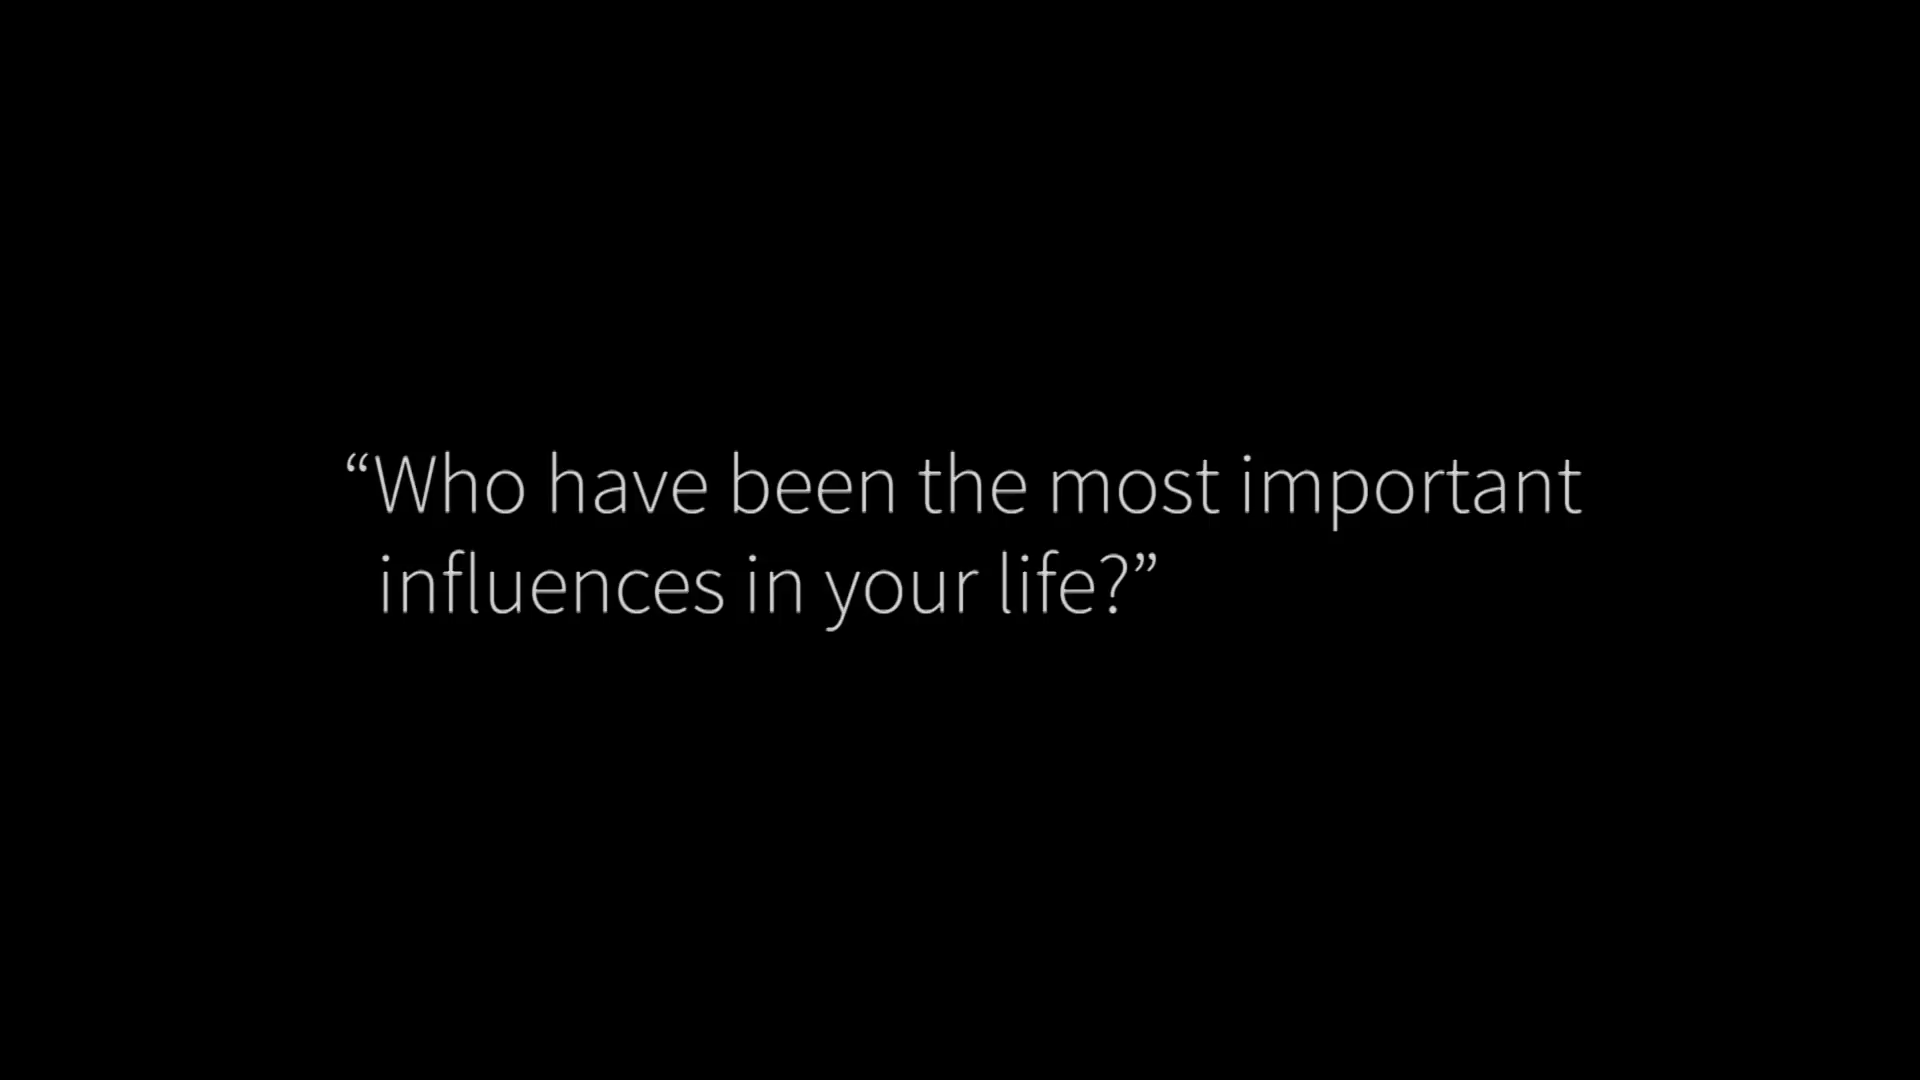 “Who have been the most important
influences in your life?”